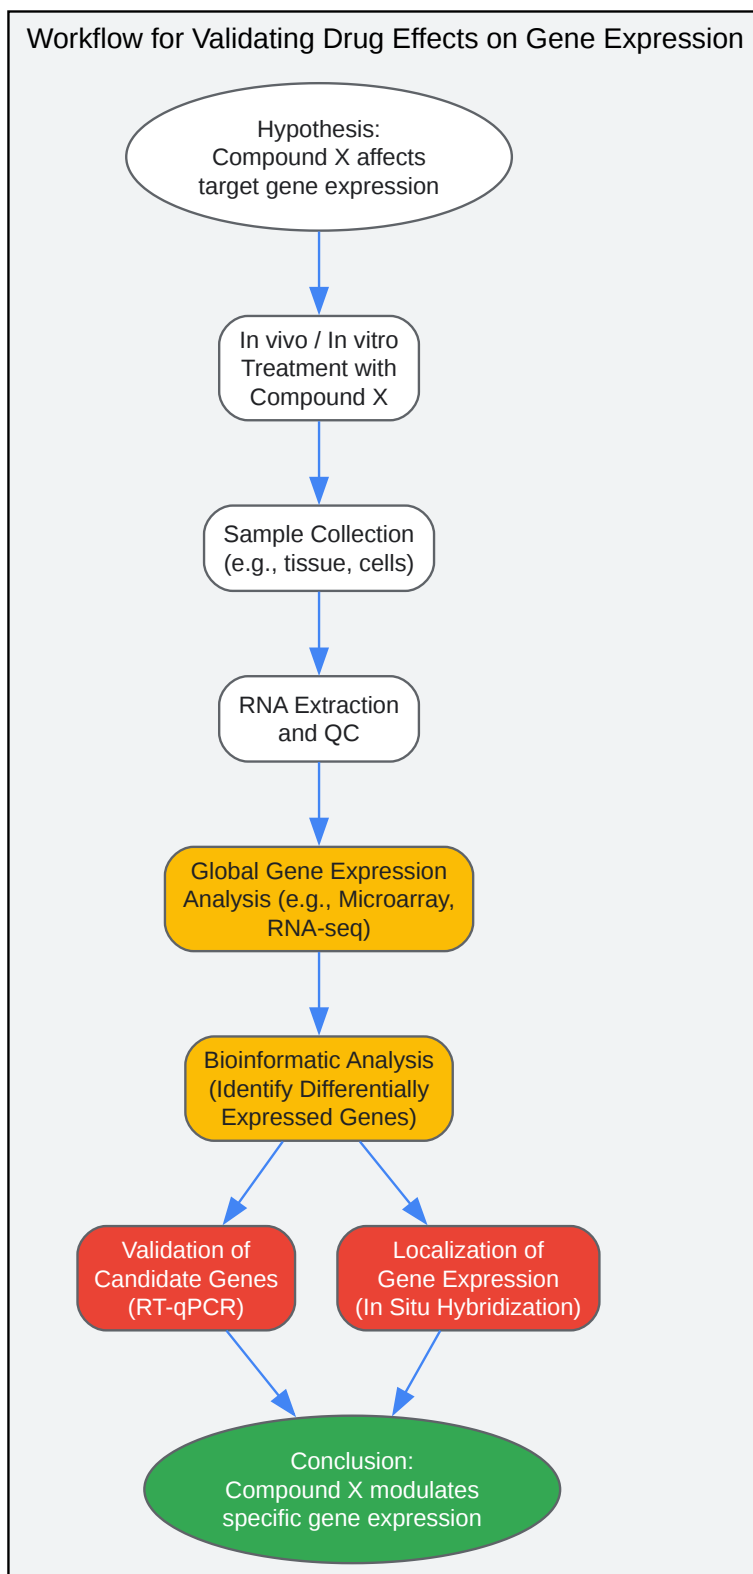 Workflow for Validating Drug Effects on Gene Expression
Hypothesis:
Compound X affects
target gene expression
In vivo / In vitro
Treatment with
Compound X
Sample Collection
(e.g., tissue, cells)
RNA Extraction
and QC
Global Gene Expression
Analysis (e.g., Microarray,
RNA-seq)
Bioinformatic Analysis
(Identify Differentially
Expressed Genes)
Validation of
Candidate Genes
(RT-qPCR)
Localization of
Gene Expression
(In Situ Hybridization)
Conclusion:
Compound X modulates
specific gene expression